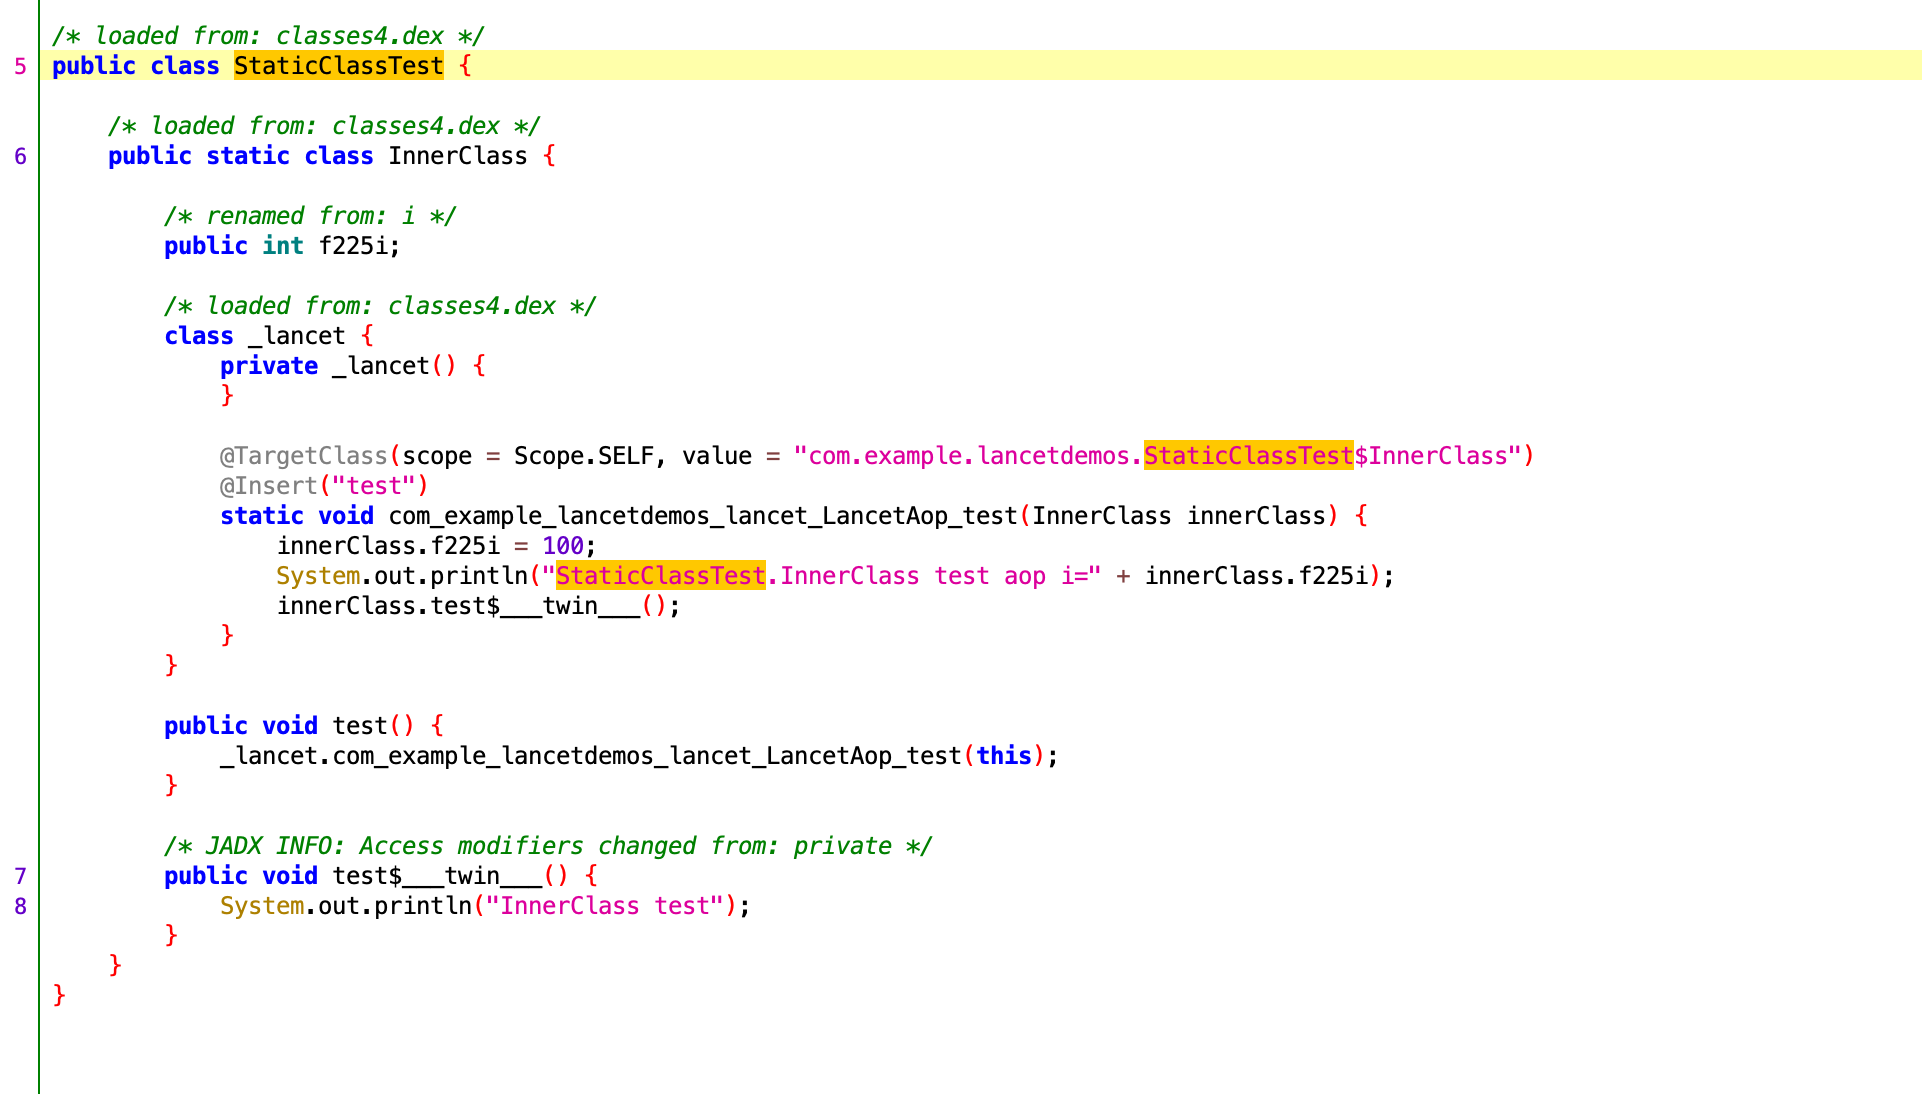 /* loaded from: classes4.dex */
5 public class StaticClassTest {
/* loaded from: classes4.dex */
6 public static class InnerClass {
/* renamed from: i */
public int f225i;
/* loaded from: classes4.dex */
class _lancet {
private _lancet() {
}
@TargetClass(scope = Scope.SELF, value = "com.example.lancetdemos.StaticClassTest$InnerClass")
@Insert("test")
static void com_example_lancetdemos_lancet_LancetAop_test(InnerClass innerClass) {
innerClass.f225i = 100;
System.out.println("StaticClassTest.InnerClass test aop i=" + innerClass.f225i);
innerClass.test$___twin___();
}
}
public void test() {
_lancet.com_example_lancetdemos_lancet_LancetAop_test(this);
}
/* JADX INFO: Access modifiers changed from: private */
7 public void test$___twin___() {
8 System.out.println("InnerClass test");
}
}
}